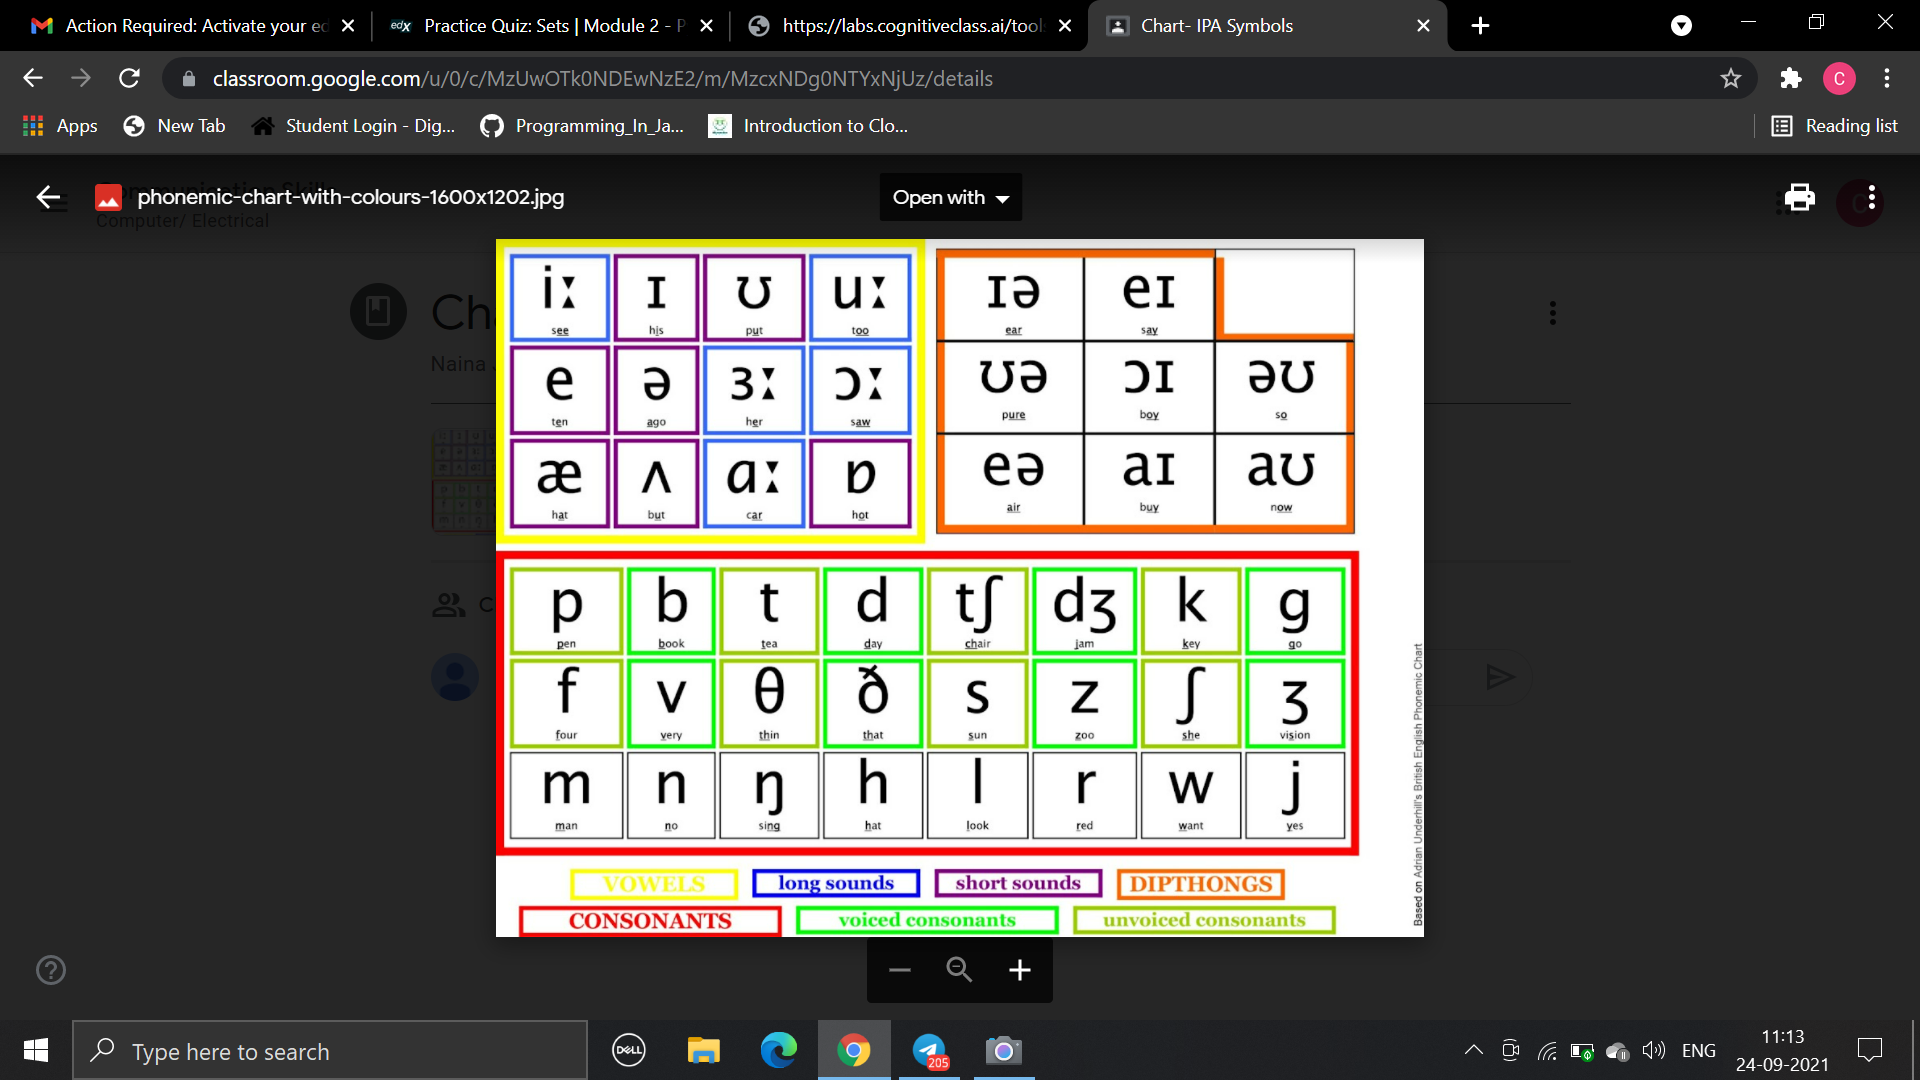 Action Required: Activate your ed
edX Practice Quiz: Sets | Module 2 - P
https://labs.cognitiveclass.ai/tool
Chart- IPA Symbols
classroom.google.com/u/0/c/MzUwOTk0NDEwNzE2/m/MzcxNDg0NTYxNjUz/details
C
Apps New Tab Student Login - Dig... Programming_In_Ja... Introduction to Clo... Reading list
phonemic-chart-with-colours-1600x1202.jpg Open with
Computer/ Electrical
C
Ch
Naina
iː ɪ ʊ uː
see his put too
e ə ɜː ɔː
ten ago her saw
æ ʌ ɑː ɒ
hat but car hot
ɪə eɪ
ear say
ʊə ɔɪ əʊ
pure boy so
eə aɪ aʊ
air buy now
p b t d tʃ dʒ k g
pen book tea day chair jam key go
f v θ ð s z ʃ ʒ
four very thin that sun zoo she vision
m n ŋ h l r w j
man no sing hat look red want yes
VOWELS long sounds short sounds DIPTHONGS
CONSONANTS voiced consonants unvoiced consonants
Based on Adrian Underhill's British English Phonemic Chart
Type here to search
DELL
205
ENG
11:13
24-09-2021